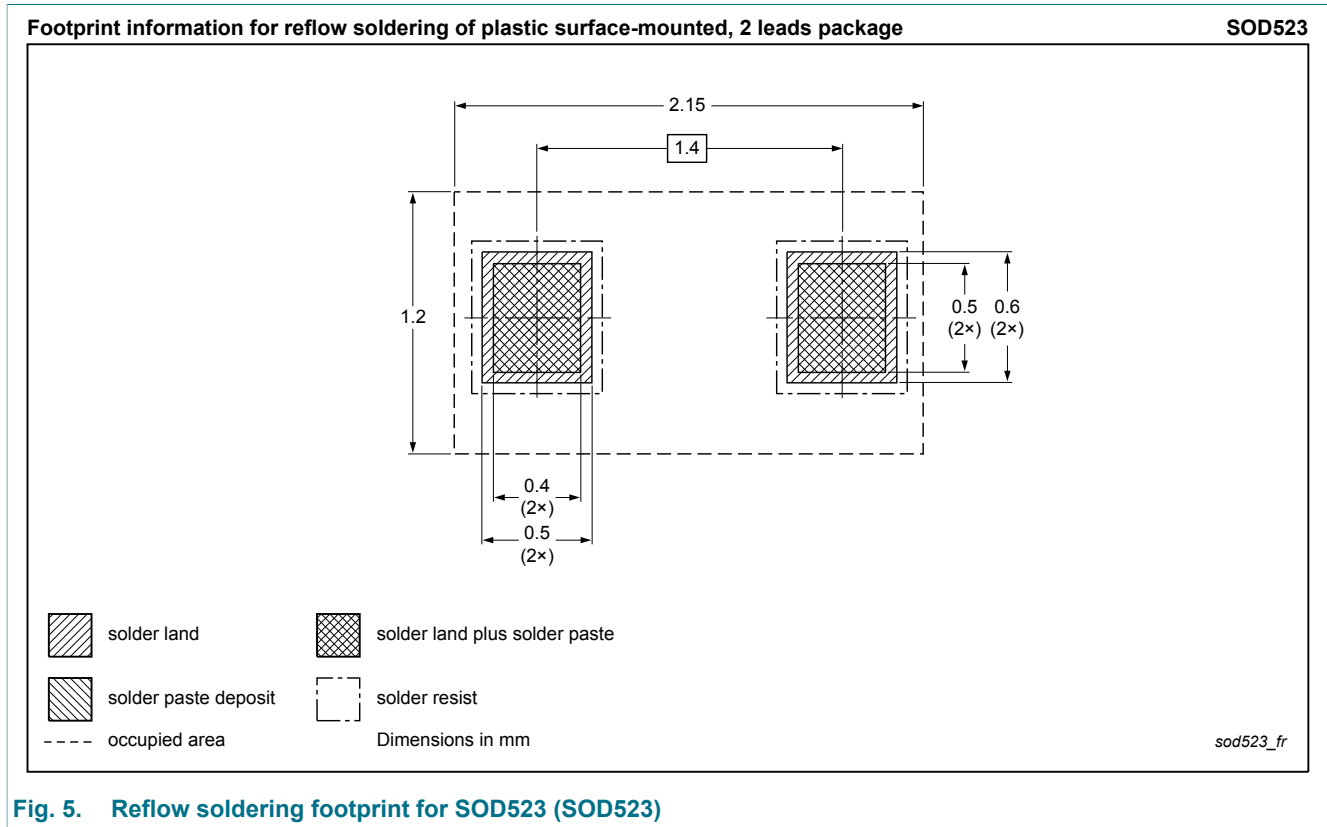 Footprint information for reflow soldering of plastic surface-mounted, 2 leads package SOD523
2.15
1.4
1.2
0.5 0.6
(2×) (2×)
0.4
(2×)
0.5
(2×)
solder land solder land plus solder paste
solder paste deposit solder resist
occupied area Dimensions in mm sod523_fr
Fig. 5. Reflow soldering footprint for SOD523 (SOD523)